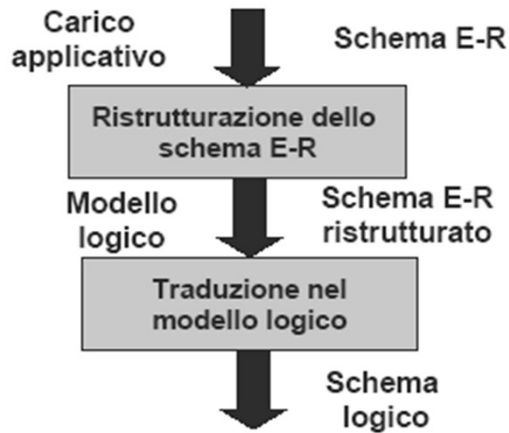 Carico
applicativo
Schema E-R
Ristrutturazione dello
schema E-R
Modello
logico
Schema E-R
ristrutturato
Traduzione nel
modello logico
Schema
logico